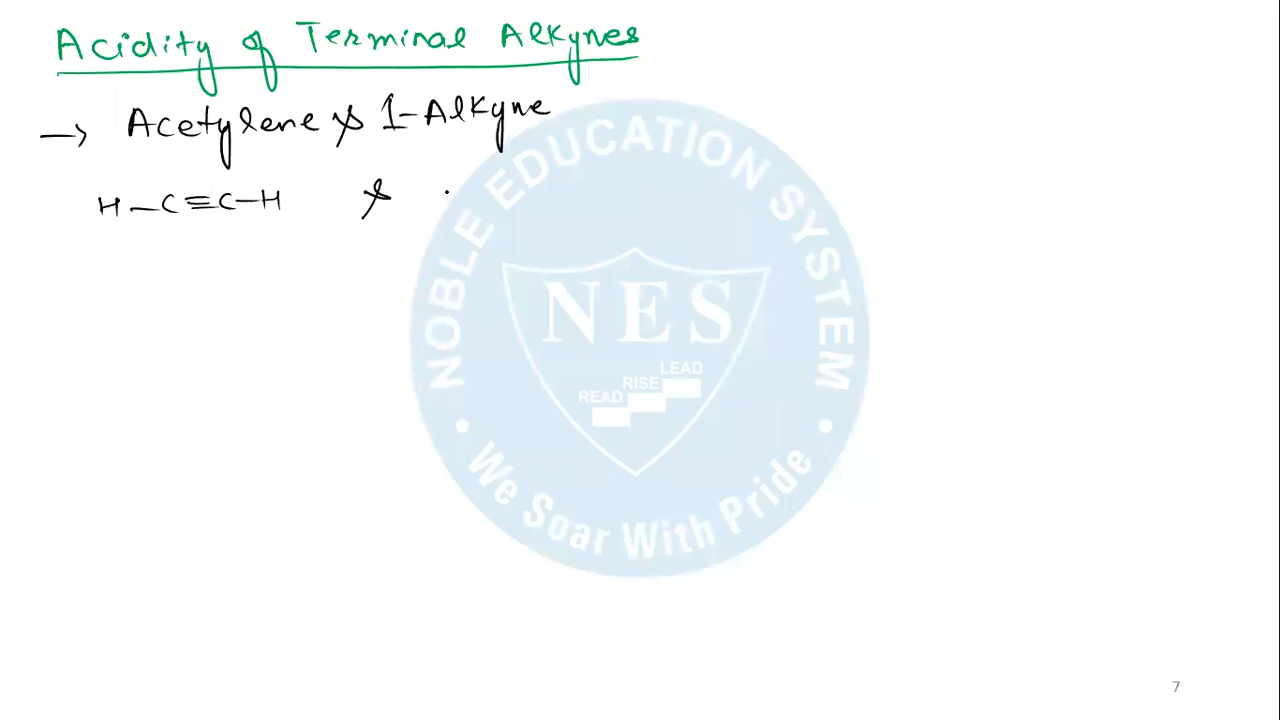 Acidity of Terminal Alkynes
→ Acetylene & 1-Alkyne
H—C≡C—H &
NOBLE EDUCATION SYSTEM
NES
LEAD
RISE
READ
• We Soar With Pride •
7